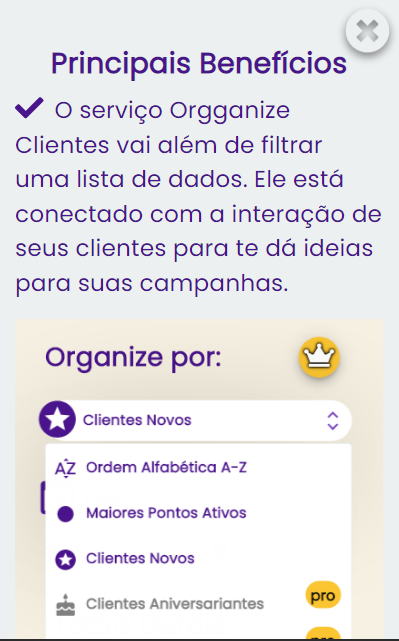 Principais Benefícios
O serviço Orgganize
Clientes vai além de filtrar
uma lista de dados. Ele está
conectado com a interação de
seus clientes para te dá ideias
para suas campanhas.
Organize por:
Clientes Novos
Ordem Alfabética A-Z
Maiores Pontos Ativos
Clientes Novos
Clientes Aniversariantes
pro